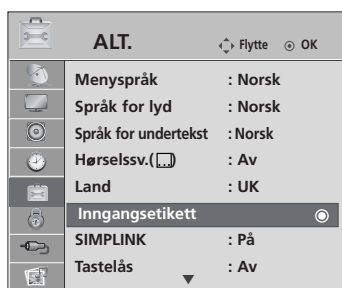 ALT. Flytte OK
Menyspråk : Norsk
Språk for lyd : Norsk
Språk for undertekst : Norsk
Hørselssv.( ) : Av
Land : UK
Inngangsetikett
SIMPLINK : På
Tastelås : Av